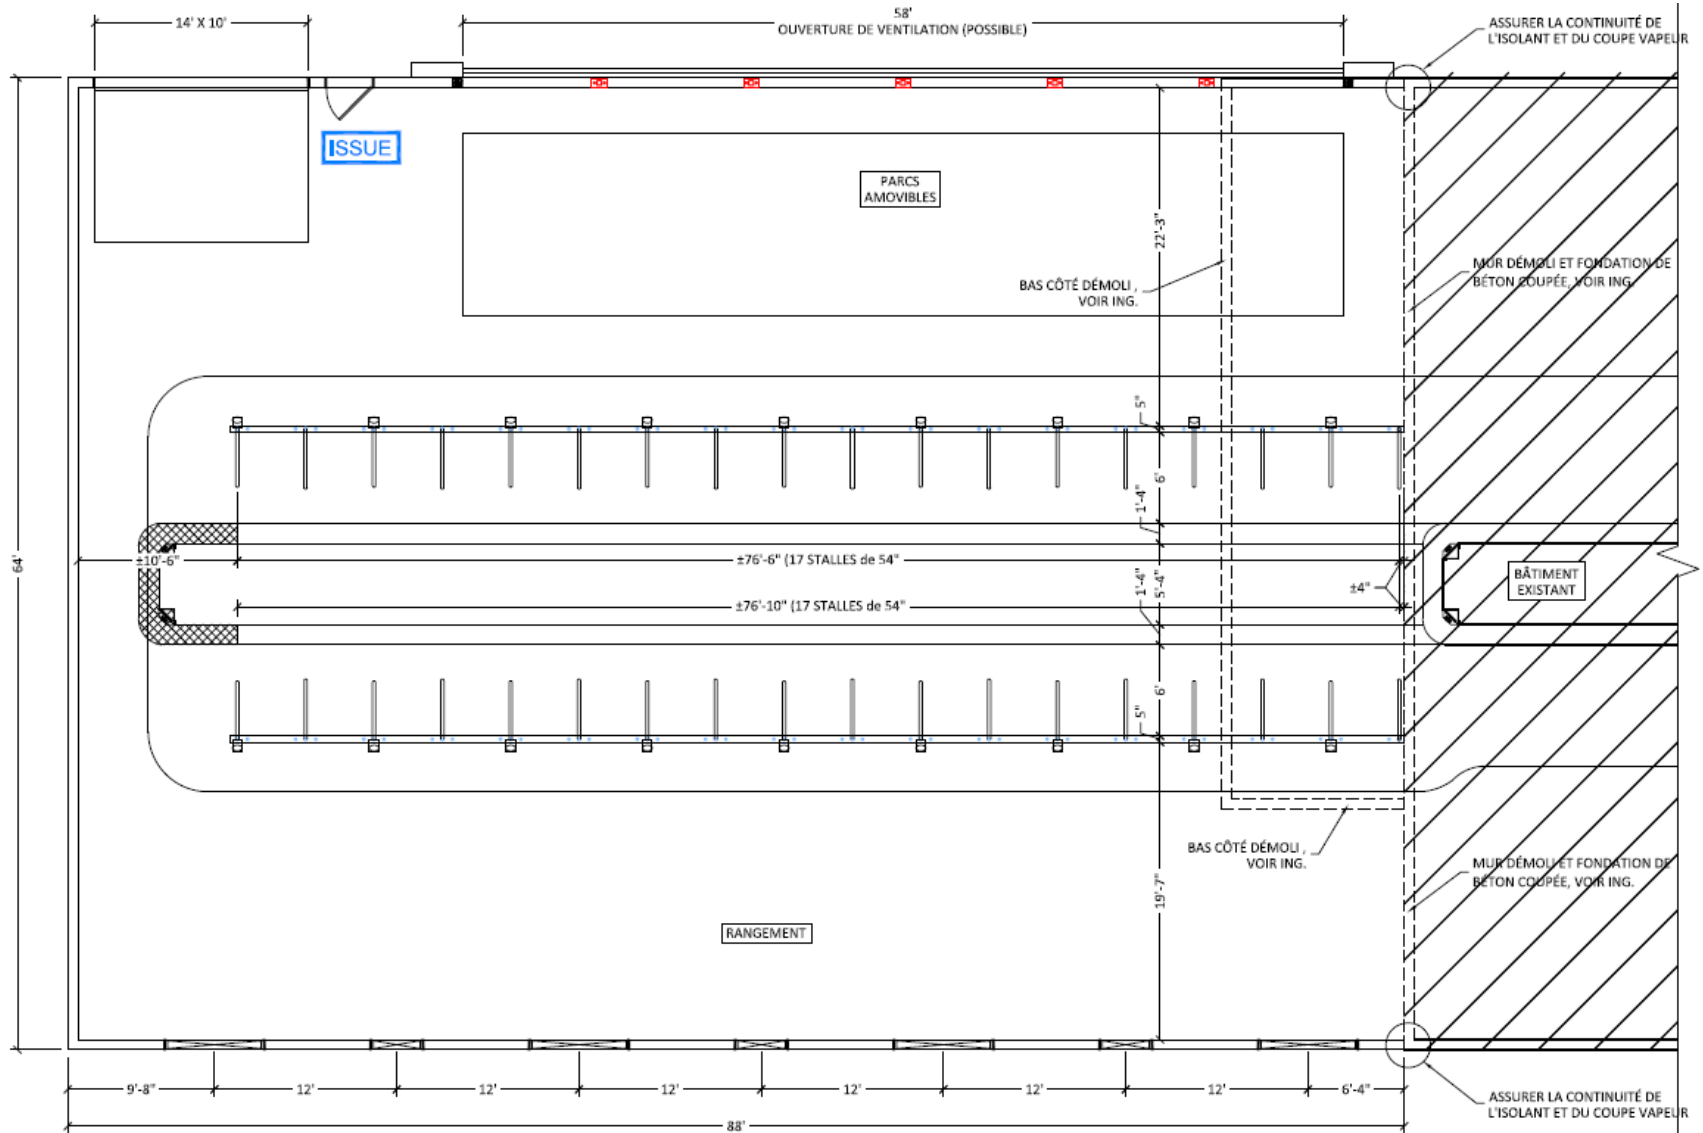 14' X 10'
58'
OUVERTURE DE VENTILATION (POSSIBLE)
ASSURER LA CONTINUITÉ DE
L'ISOLANT ET DU COUPE VAPEUR
ISSUE
PARCS
AMOVIBLES
22'-3"
BAS CÔTÉ DÉMOLI ,
VOIR ING.
MUR DÉMOLI ET FONDATION DE
BÉTON COUPÉE, VOIR ING.
5"
6'
1'-4"
64'
±10'-6"
±76'-6" (17 STALLES de 54"
±76'-10" (17 STALLES de 54"
1'-4"
5'-4"
±4"
BÂTIMENT
EXISTANT
6'
5"
BAS CÔTÉ DÉMOLI ,
VOIR ING.
MUR DÉMOLI ET FONDATION DE
BÉTON COUPÉE, VOIR ING.
19'-7"
RANGEMENT
9'-8"
12'
12'
12'
12'
12'
12'
6'-4"
88'
ASSURER LA CONTINUITÉ DE
L'ISOLANT ET DU COUPE VAPEUR